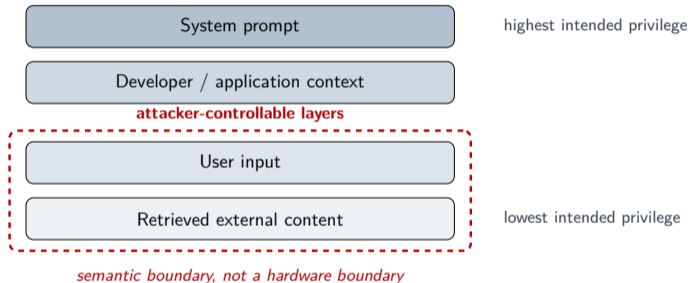 System prompt
highest intended privilege
Developer / application context
attacker-controllable layers
User input
Retrieved external content
lowest intended privilege
semantic boundary, not a hardware boundary